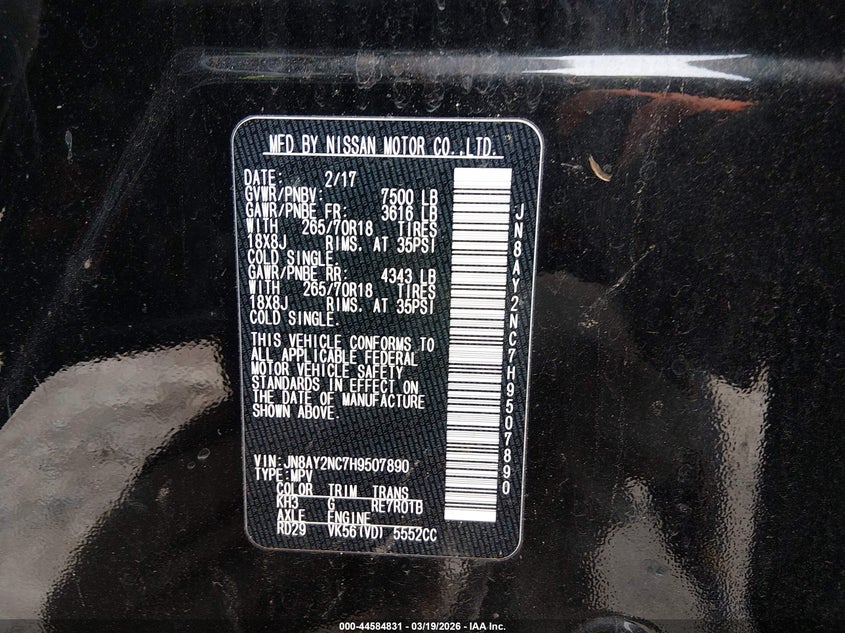 MFD BY NISSAN MOTOR CO.,LTD.
DATE: 2/17
GVWR/PNBV: 7500 LB
GAWR/PNBE FR: 3616 LB
WITH 265/70R18 TIRES
18X8J RIMS. AT 35PSI
COLD SINGLE.
GAWR/PNBE RR: 4343 LB
WITH 265/70R18 TIRES
18X8J RIMS. AT 35PSI
COLD SINGLE.
THIS VEHICLE CONFORMS TO
ALL APPLICABLE FEDERAL
MOTOR VEHICLE SAFETY
STANDARDS IN EFFECT ON
THE DATE OF MANUFACTURE
SHOWN ABOVE.
VIN:JN8AY2NC7H9507890
TYPE:MPV
COLOR TRIM TRANS
KH3 G RE7R01B
AXLE ENGINE
RD29 VK56(VD) 5552CC
JN8AY2NC7H9507890
000-44584831 - 03/19/2026 - IAA Inc.